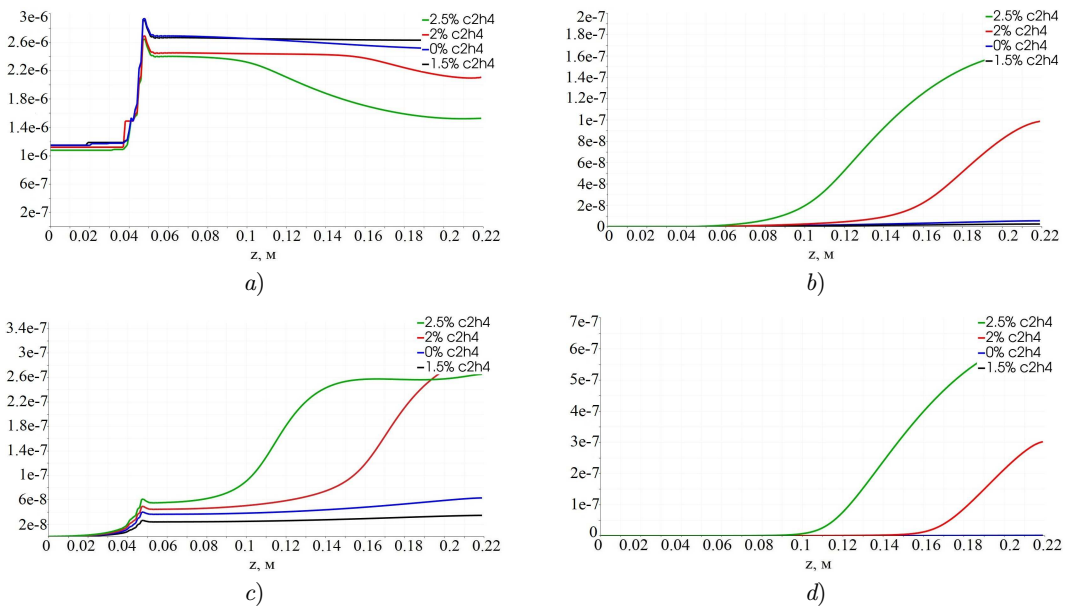 3e-6
2.6e-6
2.2e-6
1.8e-6
1.4e-6
1e-6
6e-7
2e-7
2.5% c2h4
2% c2h4
0% c2h4
1.5% c2h4
0 0.02 0.04 0.06 0.08 0.1 0.12 0.14 0.16 0.18 0.2 0.22
z, м
a)
2e-7
1.8e-7
1.6e-7
1.4e-7
1.2e-7
1e-7
8e-8
6e-8
4e-8
2e-8
0
2.5% c2h4
2% c2h4
0% c2h4
1.5% c2h4
0 0.02 0.04 0.06 0.08 0.1 0.12 0.14 0.16 0.18 0.2 0.22
z, м
b)
3.4e-7
3e-7
2.6e-7
2.2e-7
1.8e-7
1.4e-7
1e-7
6e-8
2e-8
2.5% c2h4
2% c2h4
0% c2h4
1.5% c2h4
0 0.02 0.04 0.06 0.08 0.1 0.12 0.14 0.16 0.18 0.2 0.22
z, м
c)
7e-7
6e-7
5e-7
4e-7
3e-7
2e-7
1e-7
0
2.5% c2h4
2% c2h4
0% c2h4
1.5% c2h4
0 0.02 0.04 0.06 0.08 0.1 0.12 0.14 0.16 0.18 0.2 0.22
z, м
d)